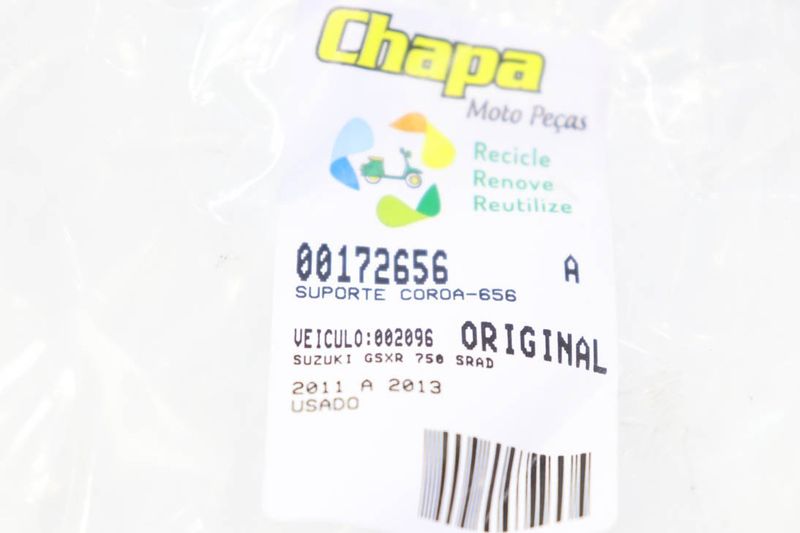 Chapa
Moto Peças
Recicle
Renove
Reutilize
00172656 A
SUPORTE COROA-656
VEICULO:002096 ORIGINAL
SUZUKI GSXR 750 SRAD
2011 A 2013
USADO